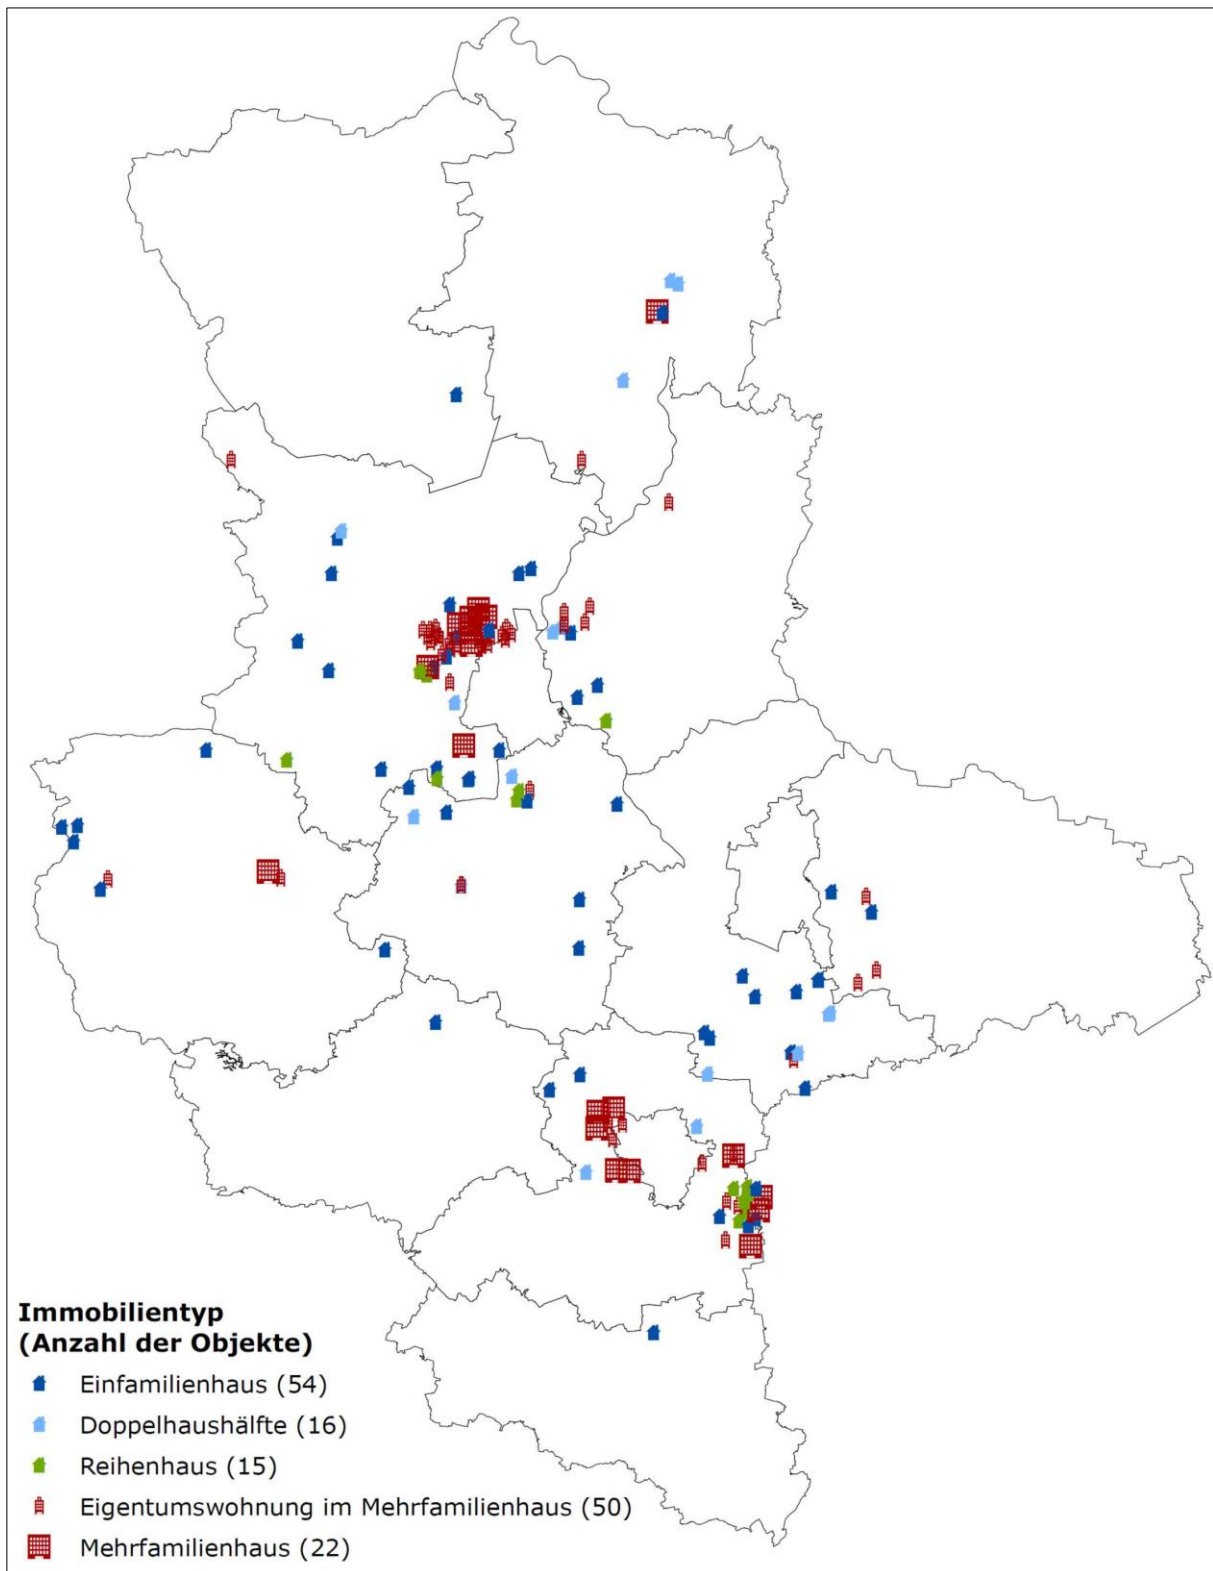 Immobilientyp
(Anzahl der Objekte)
Einfamilienhaus (54)
Doppelhaushälfte (16)
Reihenhaus (15)
Eigentumswohnung im Mehrfamilienhaus (50)
Mehrfamilienhaus (22)